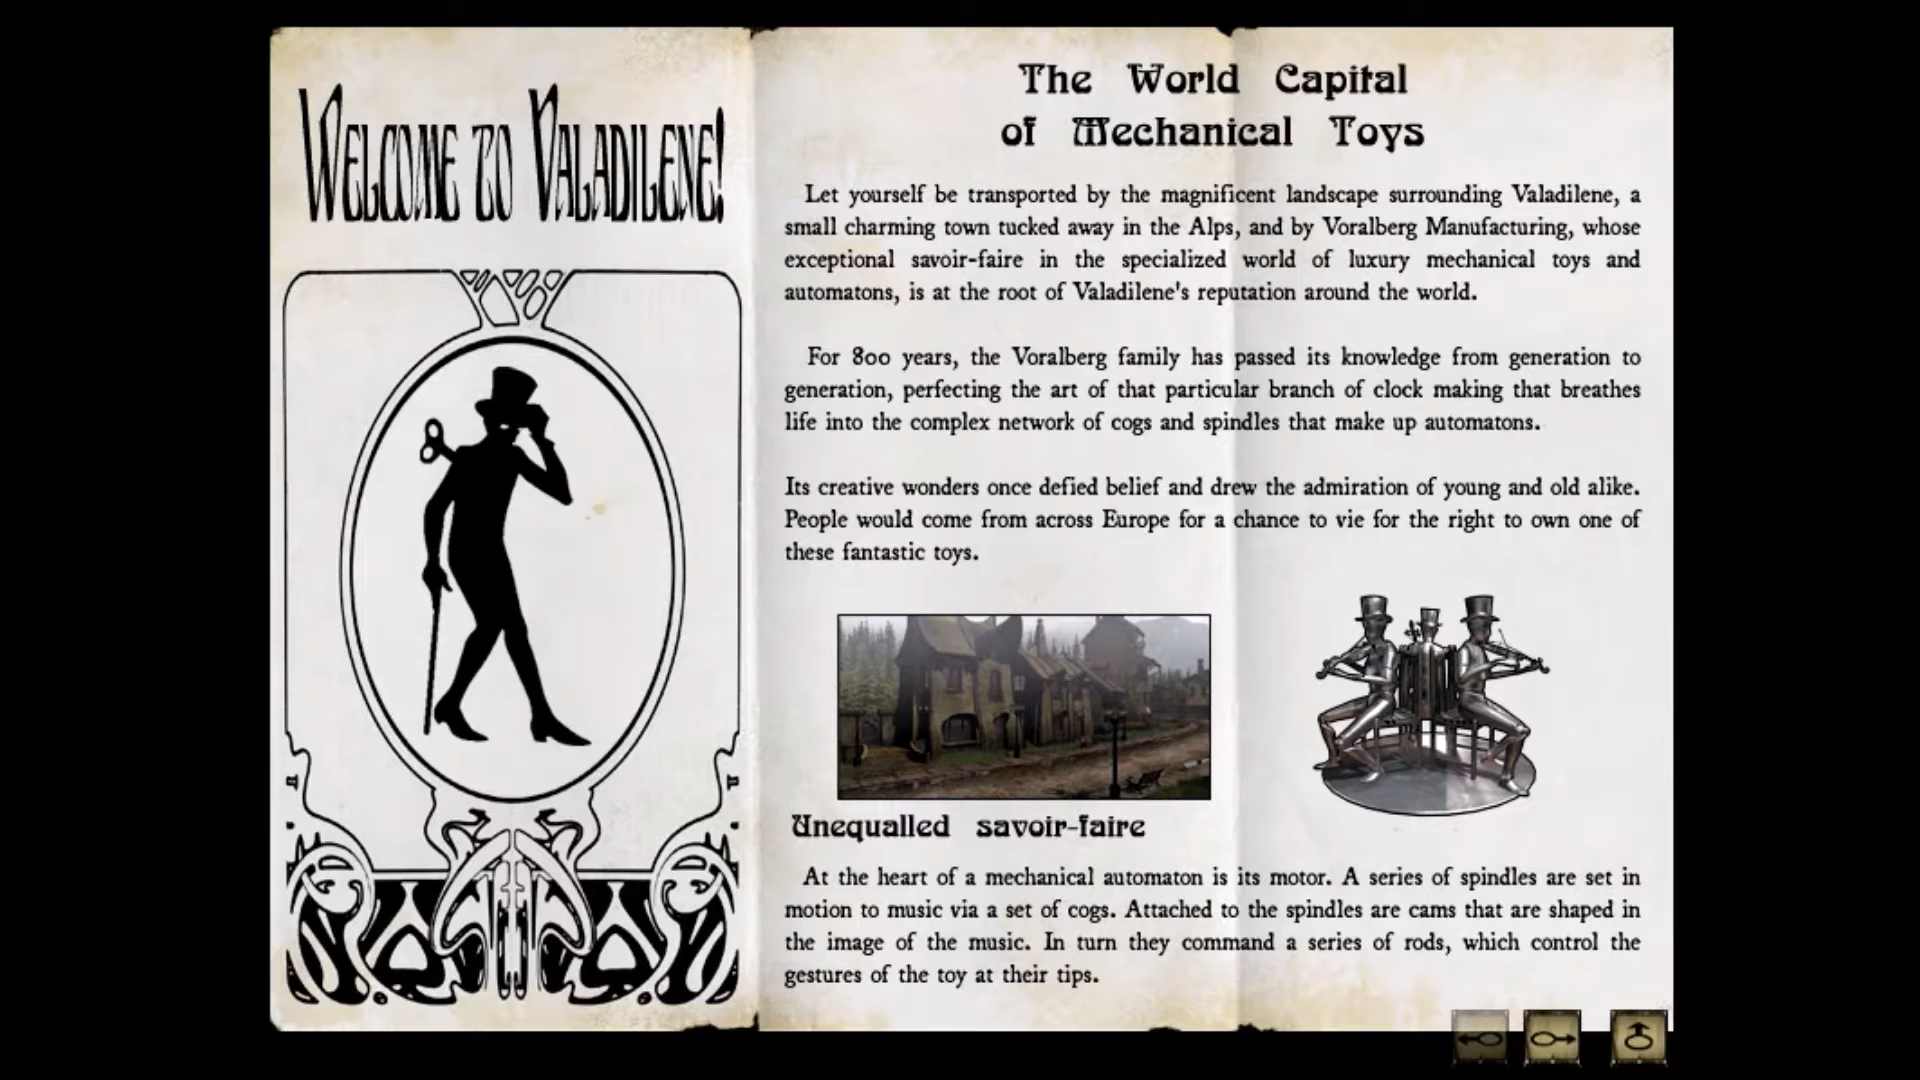 WELCOME TO VALADILENE!
The World Capital
of Mechanical Toys
Let yourself be transported by the magnificent landscape surrounding Valadilene, a
small charming town tucked away in the Alps, and by Voralberg Manufacturing, whose
exceptional savoir-faire in the specialized world of luxury mechanical toys and
automatons, is at the root of Valadilene's reputation around the world.
For 800 years, the Voralberg family has passed its knowledge from generation to
generation, perfecting the art of that particular branch of clock making that breathes
life into the complex network of cogs and spindles that make up automatons.
Its creative wonders once defied belief and drew the admiration of young and old alike.
People would come from across Europe for a chance to vie for the right to own one of
these fantastic toys.
Unequalled savoir-faire
At the heart of a mechanical automaton is its motor. A series of spindles are set in
motion to music via a set of cogs. Attached to the spindles are cams that are shaped in
the image of the music. In turn they command a series of rods, which control the
gestures of the toy at their tips.